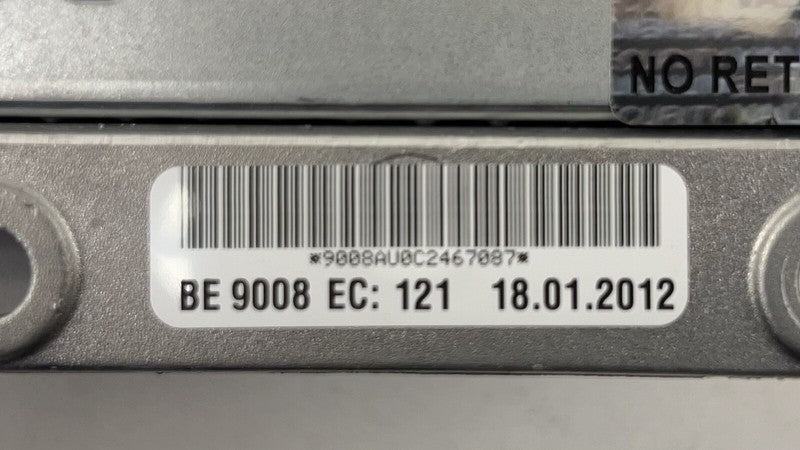 NO RET
*9008AU0C2467087*
BE 9008 EC: 121 18.01.2012